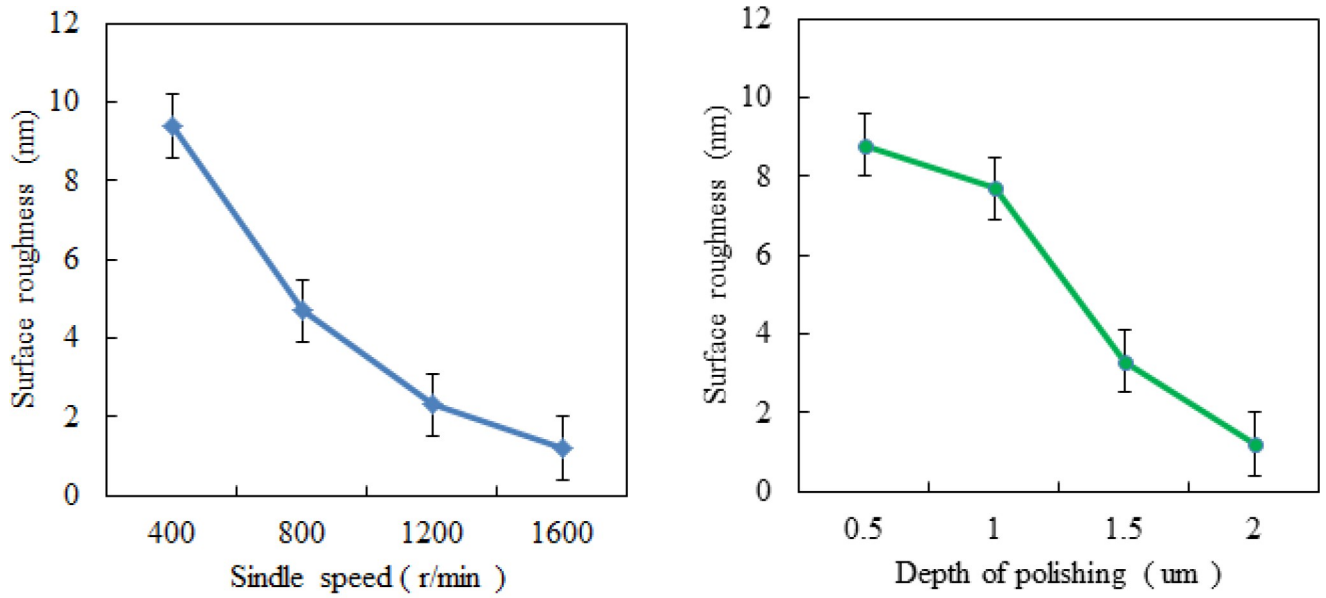 12
10
8
6
4
2
0
Surface roughness (nm)
400 800 1200 1600
Sindle speed ( r/min )
12
10
8
6
4
2
0
Surface roughness (nm)
0.5 1 1.5 2
Depth of polishing ( um )